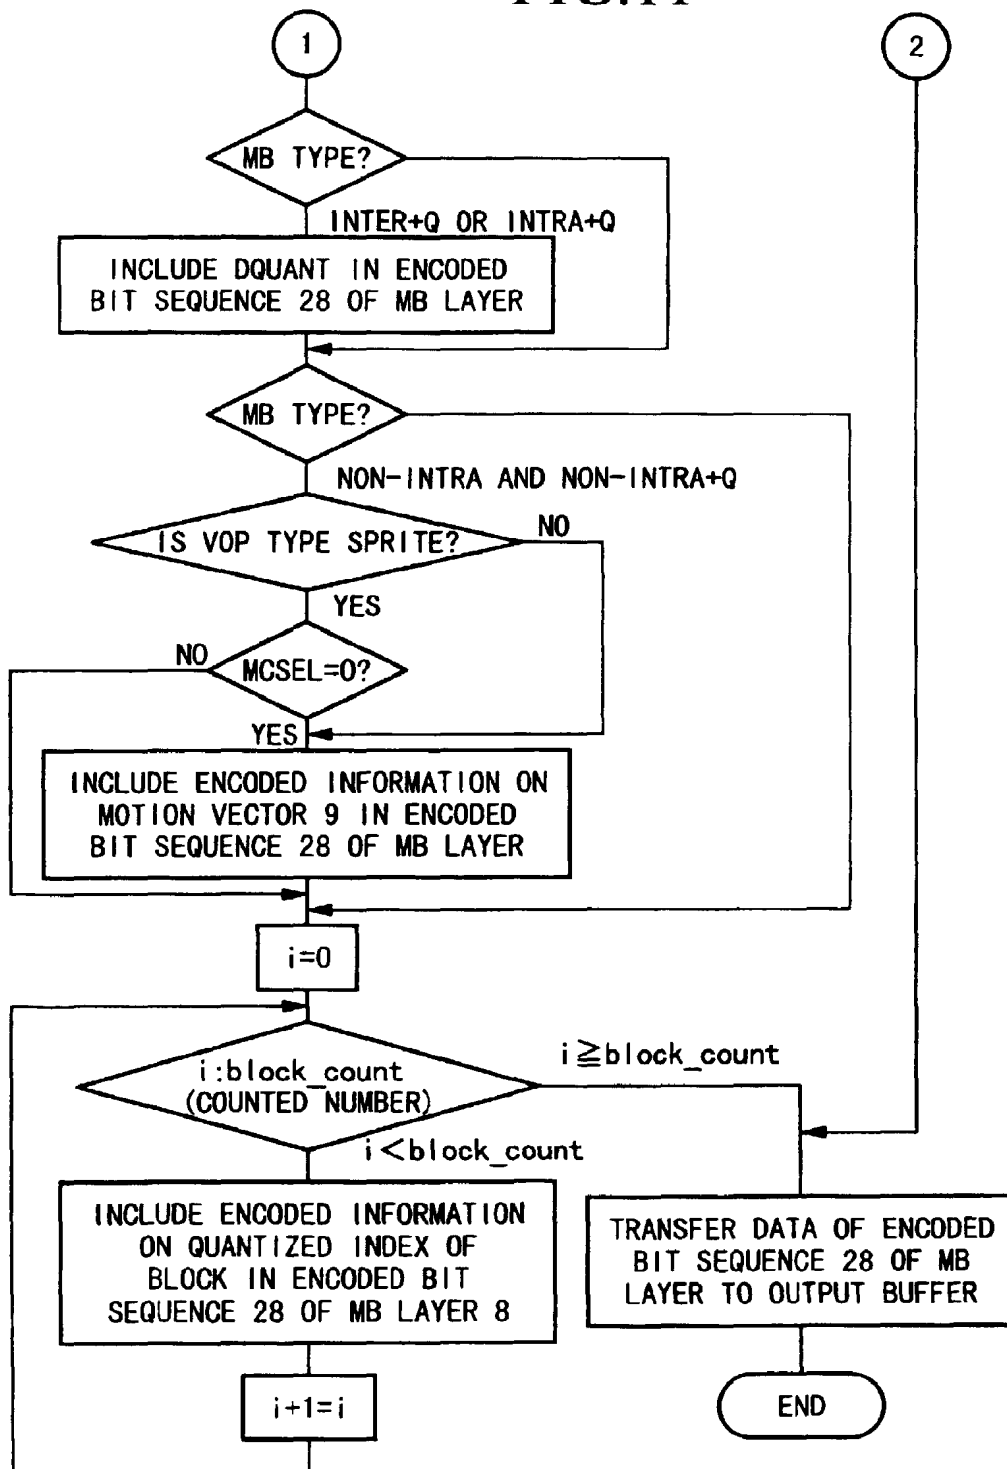 FIG.11
1
2
MB TYPE?
INTER+Q OR INTRA+Q
INCLUDE DQUANT IN ENCODED
BIT SEQUENCE 28 OF MB LAYER
MB TYPE?
NON-INTRA AND NON-INTRA+Q
IS VOP TYPE SPRITE?
NO
YES
NO
MCSEL=0?
YES
INCLUDE ENCODED INFORMATION ON
MOTION VECTOR 9 IN ENCODED
BIT SEQUENCE 28 OF MB LAYER
i=0
i:block_count
(COUNTED NUMBER)
i≧block_count
i<block_count
INCLUDE ENCODED INFORMATION
ON QUANTIZED INDEX OF
BLOCK IN ENCODED BIT
SEQUENCE 28 OF MB LAYER 8
TRANSFER DATA OF ENCODED
BIT SEQUENCE 28 OF MB
LAYER TO OUTPUT BUFFER
i+1=i
END